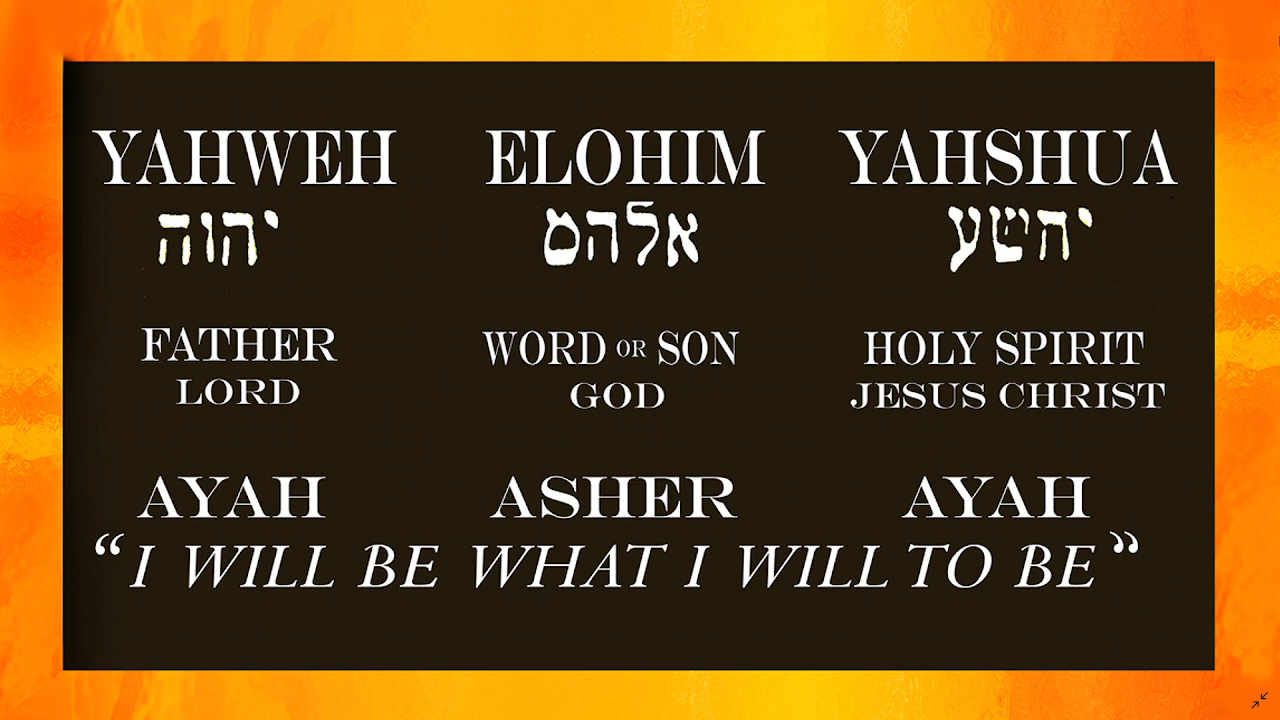 YAHWEH ELOHIM YAHSHUA
יהוה אלהם יהשע
FATHER WORD OR SON HOLY SPIRIT
LORD GOD JESUS CHRIST
AYAH ASHER AYAH
“I WILL BE WHAT I WILL TO BE”